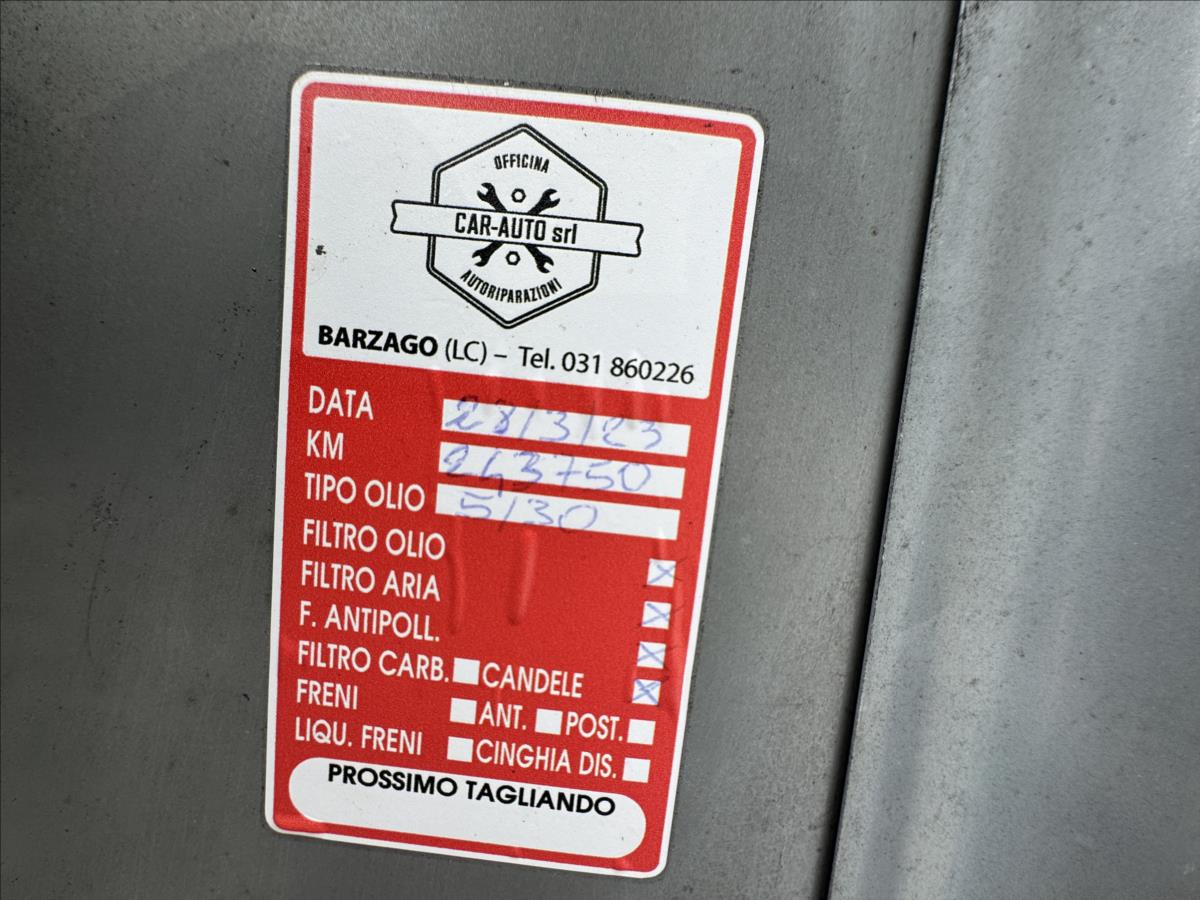 OFFICINA
CAR-AUTO srl
AUTORIPARAZIONI
BARZAGO (LC) – Tel. 031 860226
DATA 28/3/23
KM 243750
TIPO OLIO 5/30
FILTRO OLIO
FILTRO ARIA
F. ANTIPOLL.
FILTRO CARB. CANDELE
FRENI ANT. POST.
LIQU. FRENI CINGHIA DIS.
PROSSIMO TAGLIANDO